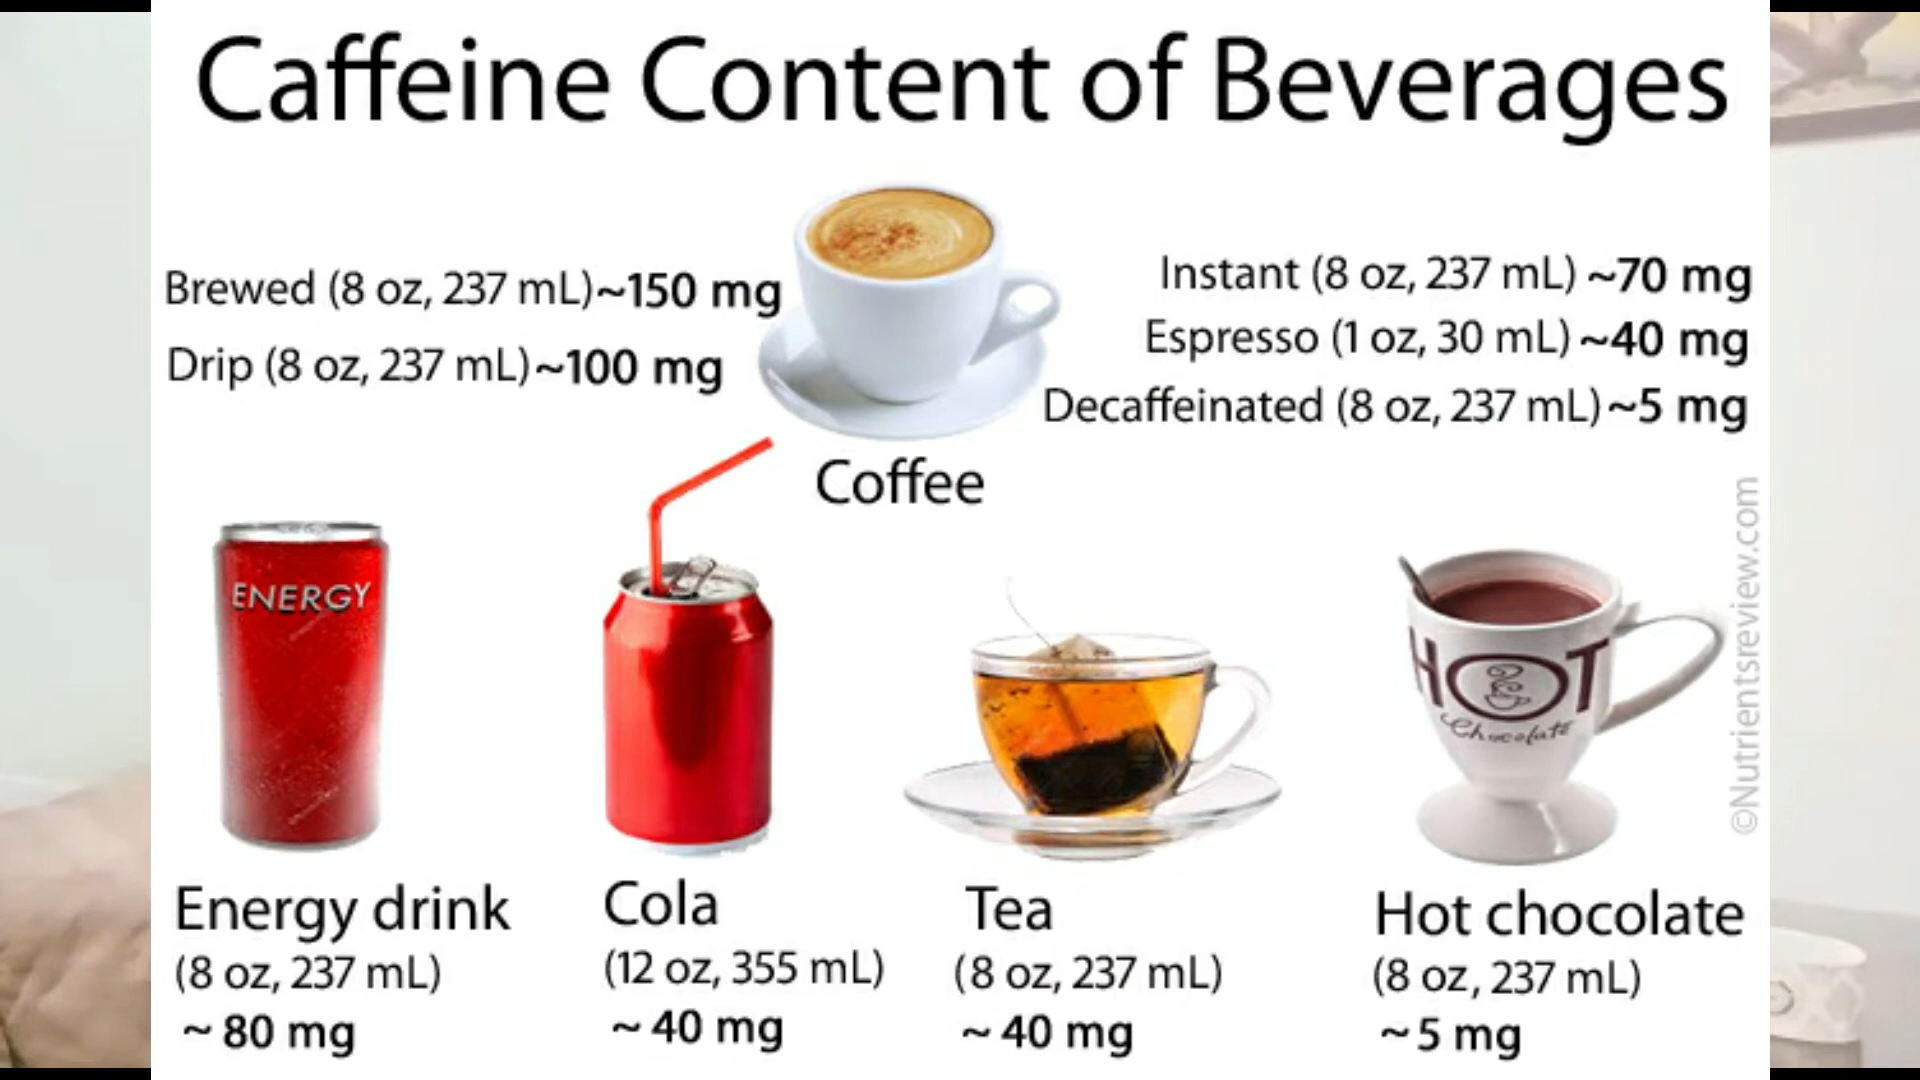 Caffeine Content of Beverages
Brewed (8 oz, 237 mL)~150 mg
Drip (8 oz, 237 mL)~100 mg
Instant (8 oz, 237 mL) ~70 mg
Espresso (1 oz, 30 mL) ~40 mg
Decaffeinated (8 oz, 237 mL)~5 mg
Coffee
ENERGY
HOT
Chocolate
Energy drink
(8 oz, 237 mL)
~ 80 mg
Cola
(12 oz, 355 mL)
~ 40 mg
Tea
(8 oz, 237 mL)
~ 40 mg
Hot chocolate
(8 oz, 237 mL)
~ 5 mg
©Nutrientsreview.com